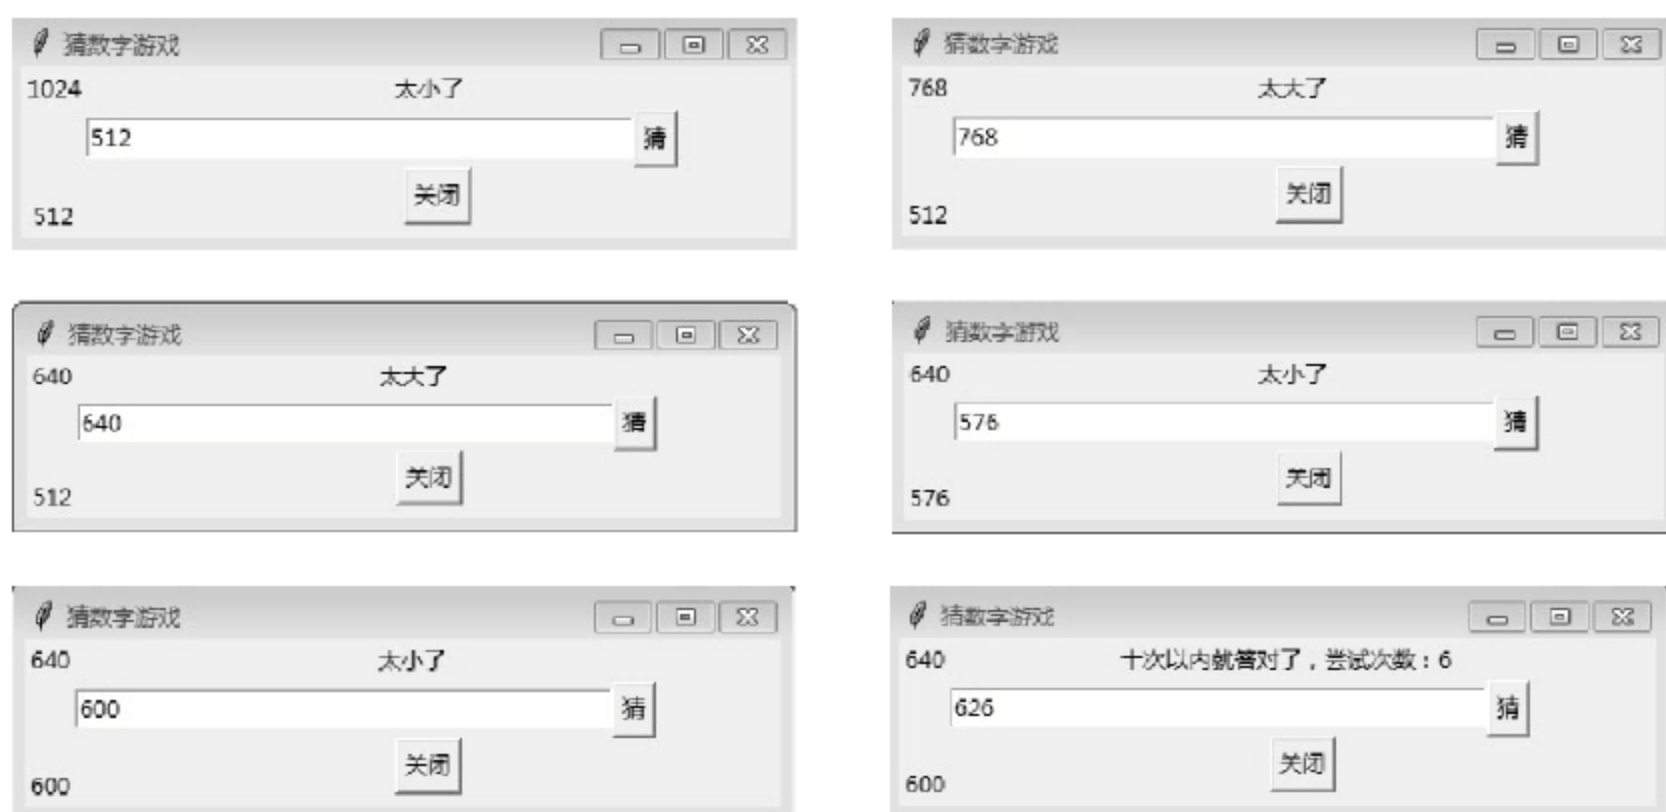 猜数字游戏
1024 太小了
512 猜
关闭
512
猜数字游戏
768 太大了
768 猜
关闭
512
猜数字游戏
640 太大了
640 猜
关闭
512
猜数字游戏
640 太小了
576 猜
关闭
576
猜数字游戏
640 太小了
600 猜
关闭
600
猜数字游戏
640 十次以内就答对了，尝试次数：6
626 猜
关闭
600